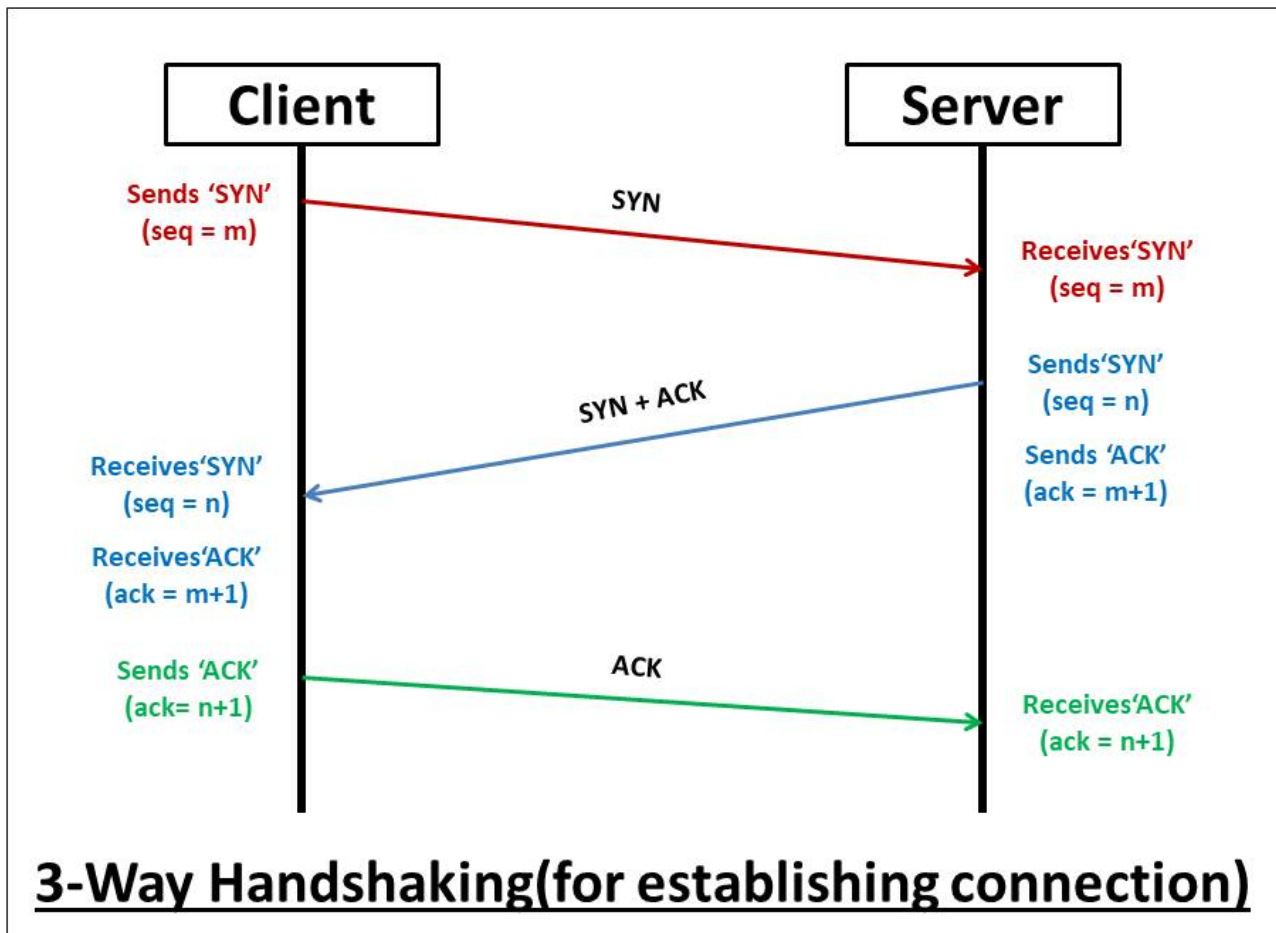 Client
Server
Sends ‘SYN’
(seq = m)
SYN
Receives‘SYN’
(seq = m)
Sends‘SYN’
(seq = n)
SYN + ACK
Sends ‘ACK’
(ack = m+1)
Receives‘SYN’
(seq = n)
Receives‘ACK’
(ack = m+1)
Sends ‘ACK’
(ack= n+1)
ACK
Receives‘ACK’
(ack = n+1)
3-Way Handshaking(for establishing connection)